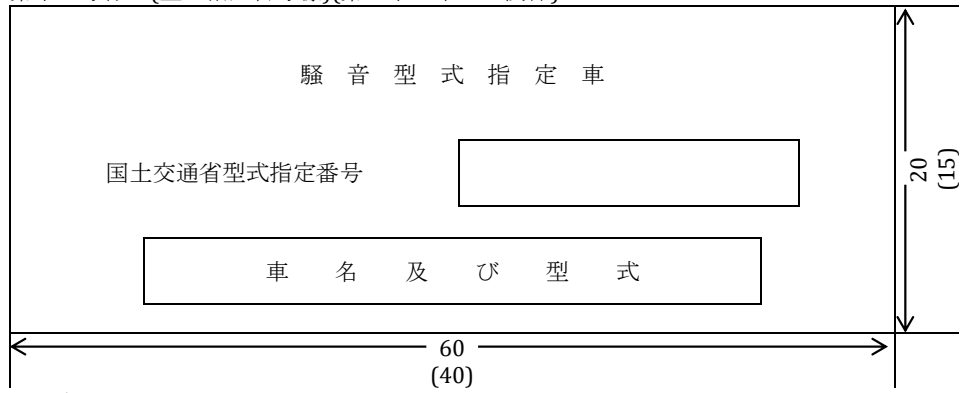 騒 音 型 式 指 定 車
国土交通省型式指定番号
車 名 及 び 型 式
20
(15)
60
(40)